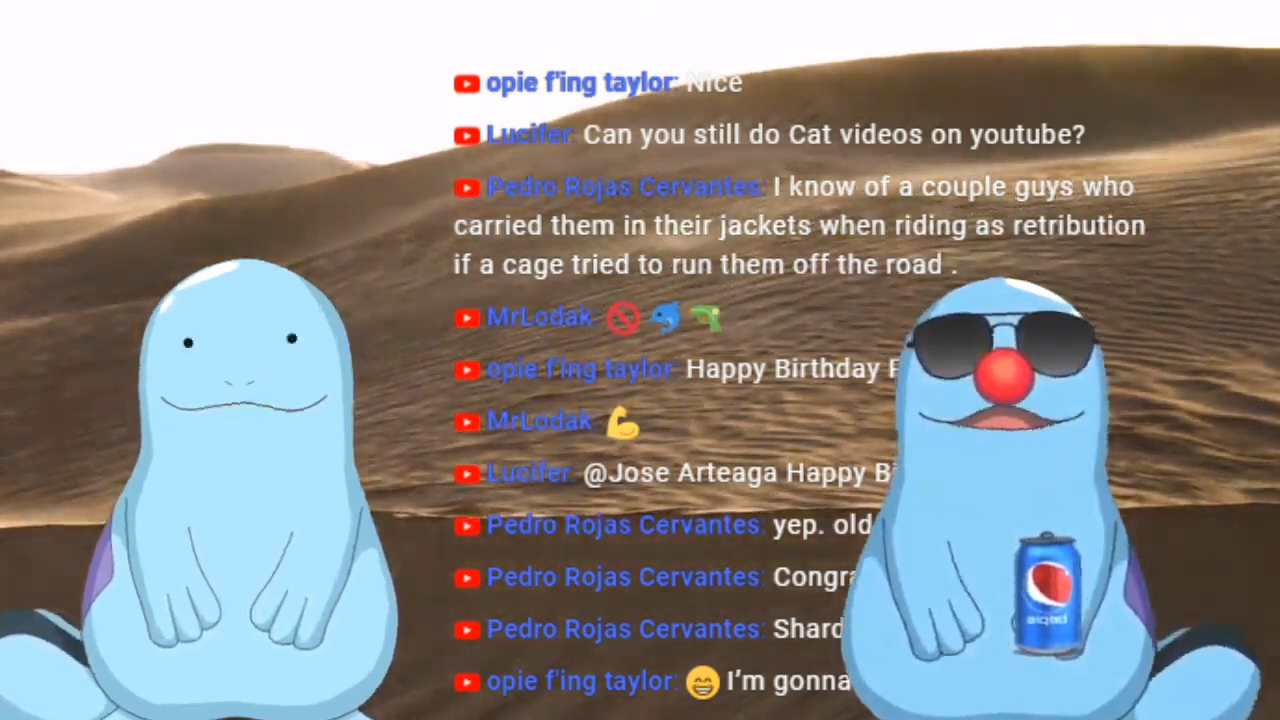 opie f'ing taylor: Nice
Lucifer: Can you still do Cat videos on youtube?
Pedro Rojas Cervantes: I know of a couple guys who
carried them in their jackets when riding as retribution
if a cage tried to run them off the road .
MrLodak: 🚫🐬🔫
opie f'ing taylor: Happy Birthday
MrLodak: 💪
Lucifer: @Jose Arteaga Happy
Pedro Rojas Cervantes: yep. old
Pedro Rojas Cervantes:
Pedro Rojas Cervantes:
opie f'ing taylor: 😁 I'm gonna